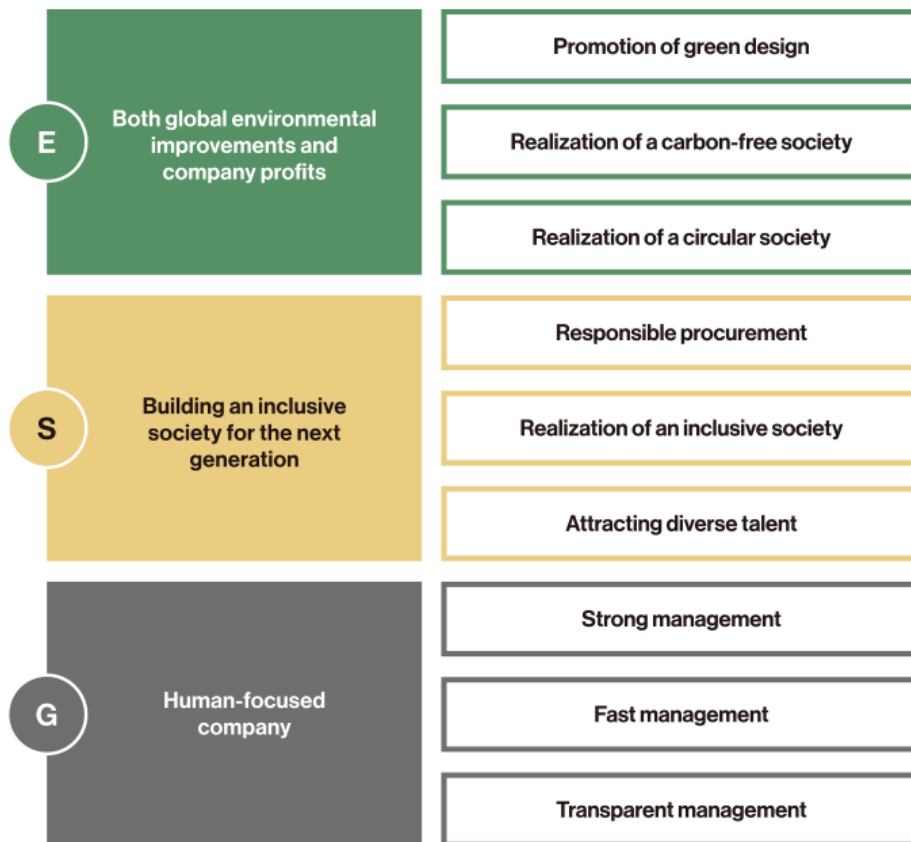 E
Both global environmental
improvements and
company profits
Promotion of green design
Realization of a carbon-free society
Realization of a circular society
S
Building an inclusive
society for the next
generation
Responsible procurement
Realization of an inclusive society
Attracting diverse talent
G
Human-focused
company
Strong management
Fast management
Transparent management